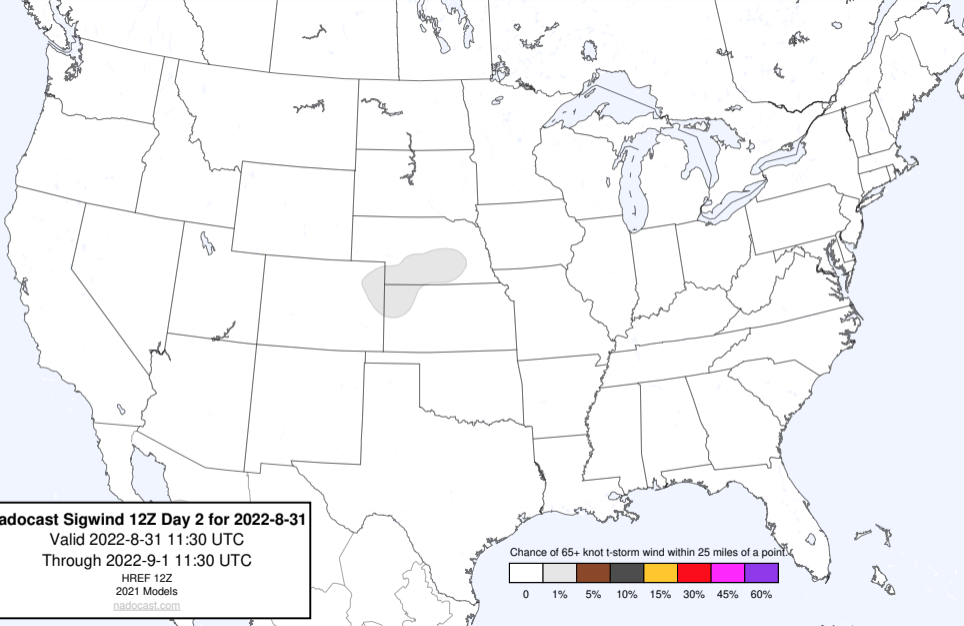 adocast Sigwind 12Z Day 2 for 2022-8-31
Valid 2022-8-31 11:30 UTC
Through 2022-9-1 11:30 UTC
HREF 12Z
2021 Models
nadocast.com
Chance of 65+ knot t-storm wind within 25 miles of a point.
0 1% 5% 10% 15% 30% 45% 60%